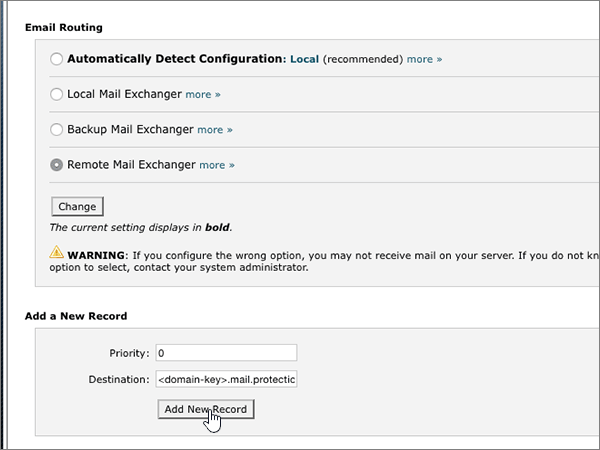 Email Routing
Automatically Detect Configuration: Local (recommended) more »
Local Mail Exchanger more »
Backup Mail Exchanger more »
Remote Mail Exchanger more »
Change
The current setting displays in bold.
WARNING: If you configure the wrong option, you may not receive mail on your server. If you do not kn
option to select, contact your system administrator.
Add a New Record
Priority: 0
Destination: <domain-key>.mail.protectic
Add New Record